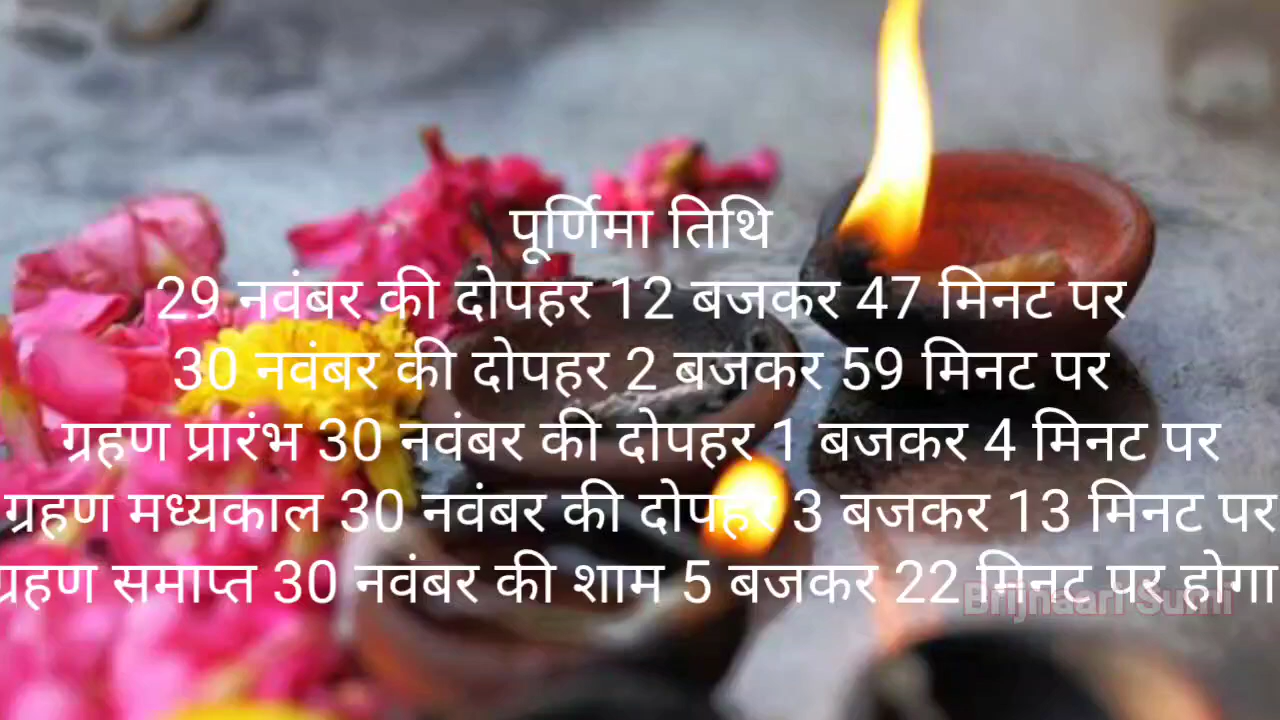 पूर्णिमा तिथि
29 नवंबर की दोपहर 12 बजकर 47 मिनट पर
30 नवंबर की दोपहर 2 बजकर 59 मिनट पर
ग्रहण प्रारंभ 30 नवंबर की दोपहर 1 बजकर 4 मिनट पर
ग्रहण मध्यकाल 30 नवंबर की दोपहर 3 बजकर 13 मिनट पर
ग्रहण समाप्त 30 नवंबर की शाम 5 बजकर 22 मिनट पर होगा
Brijnaari Sumi